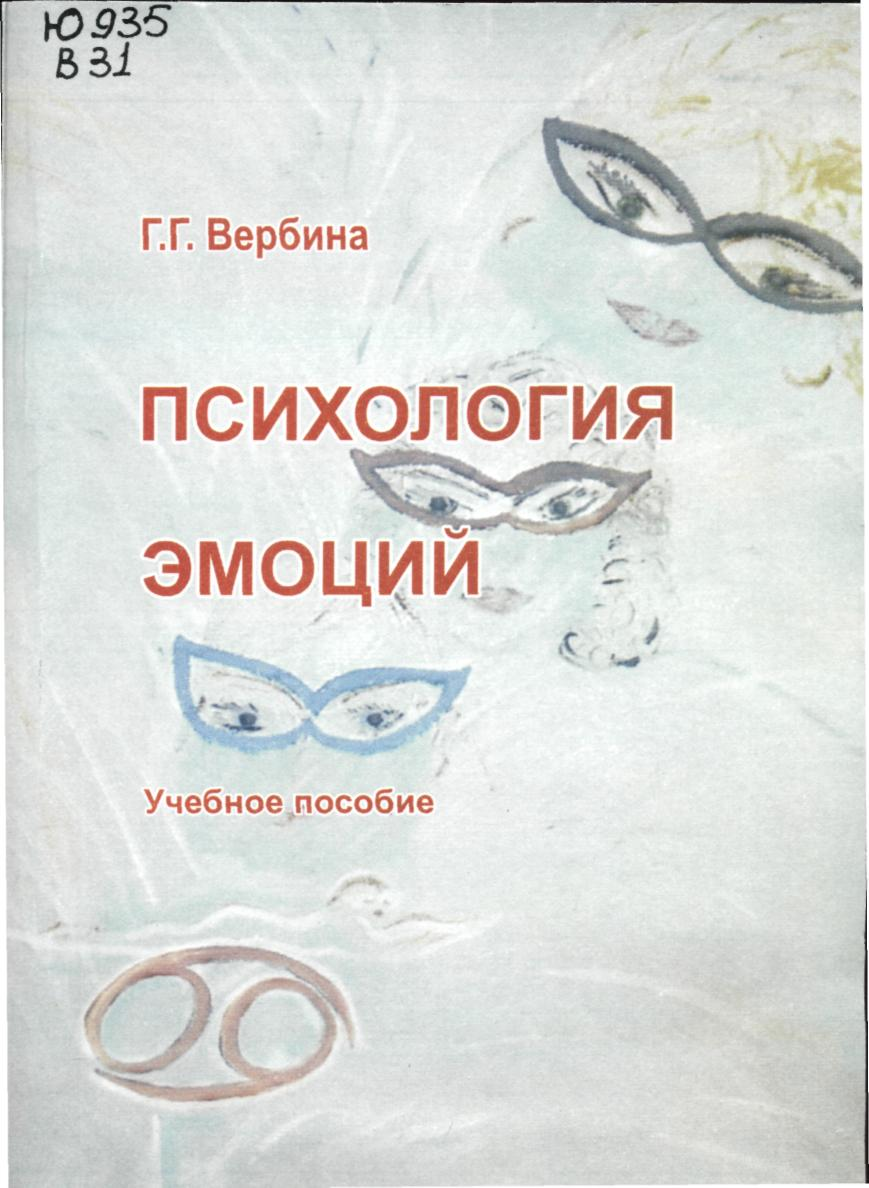 Ю935
В31
Г.Г. Вербина
ПСИХОЛОГИЯ
ЭМОЦИЙ
Учебное пособие